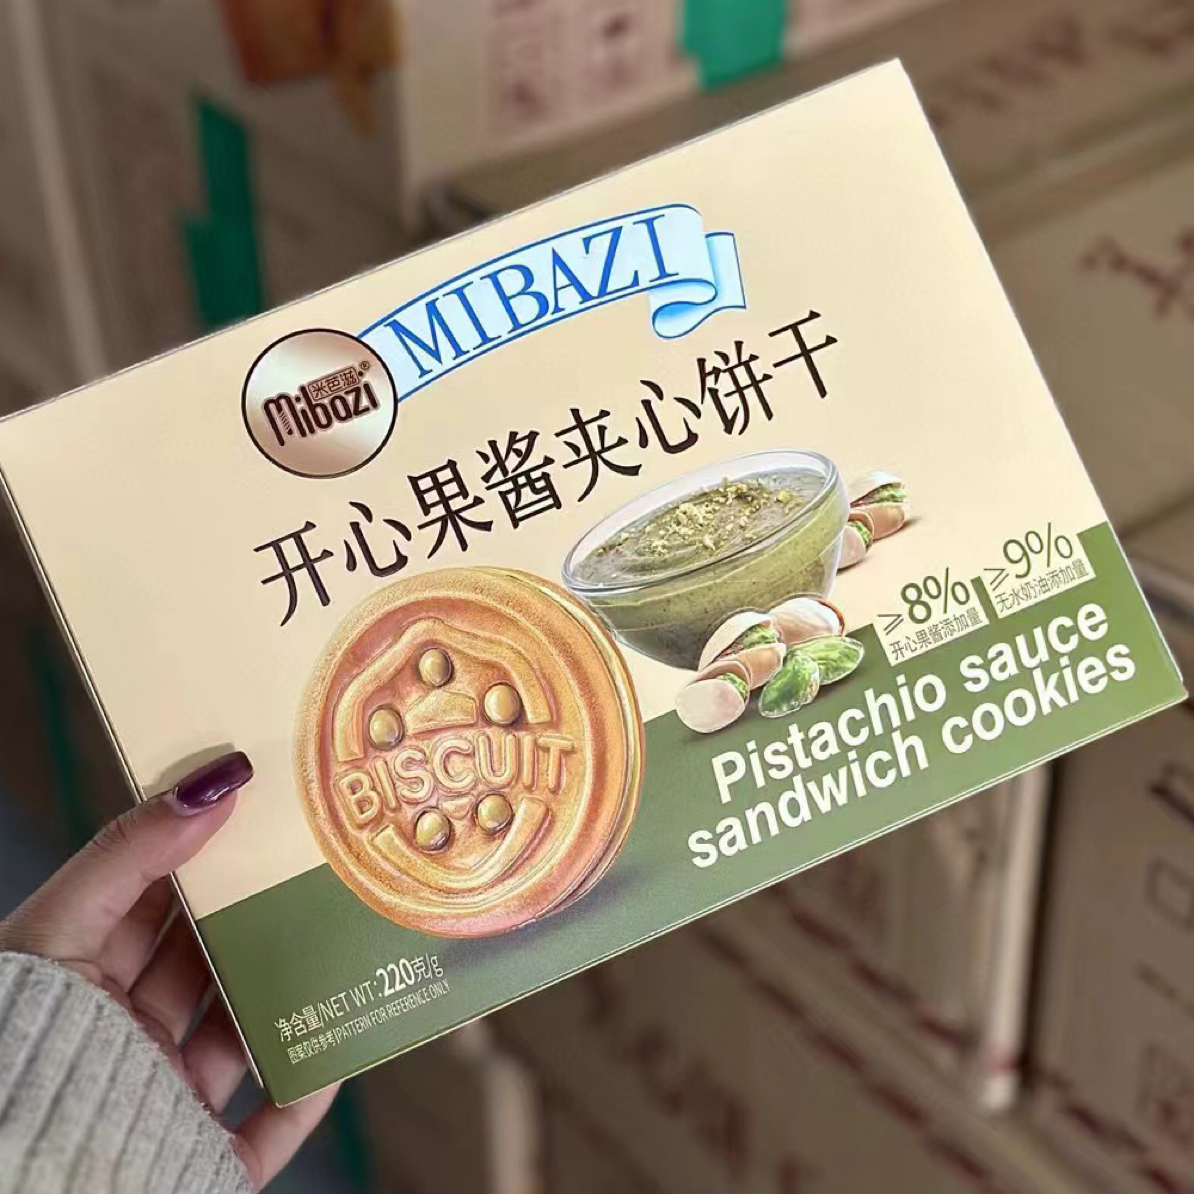 MIBAZI
米芭滋®
Mibazi
开心果酱夹心饼干
≥8%
开心果酱添加量
≥9%
无水奶油添加量
Pistachio sauce
sandwich cookies
BISCUIT
净含量/NET WT:220克/g
图案仅供参考/PATTERN FOR REFERENCE ONLY